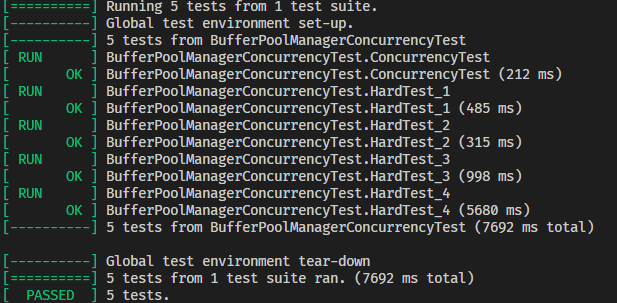 [==========] Running 5 tests from 1 test suite.
[----------] Global test environment set-up.
[----------] 5 tests from BufferPoolManagerConcurrencyTest
[ RUN      ] BufferPoolManagerConcurrencyTest.ConcurrencyTest
[       OK ] BufferPoolManagerConcurrencyTest.ConcurrencyTest (212 ms)
[ RUN      ] BufferPoolManagerConcurrencyTest.HardTest_1
[       OK ] BufferPoolManagerConcurrencyTest.HardTest_1 (485 ms)
[ RUN      ] BufferPoolManagerConcurrencyTest.HardTest_2
[       OK ] BufferPoolManagerConcurrencyTest.HardTest_2 (315 ms)
[ RUN      ] BufferPoolManagerConcurrencyTest.HardTest_3
[       OK ] BufferPoolManagerConcurrencyTest.HardTest_3 (998 ms)
[ RUN      ] BufferPoolManagerConcurrencyTest.HardTest_4
[       OK ] BufferPoolManagerConcurrencyTest.HardTest_4 (5680 ms)
[----------] 5 tests from BufferPoolManagerConcurrencyTest (7692 ms total)

[----------] Global test environment tear-down
[==========] 5 tests from 1 test suite ran. (7692 ms total)
[  PASSED  ] 5 tests.